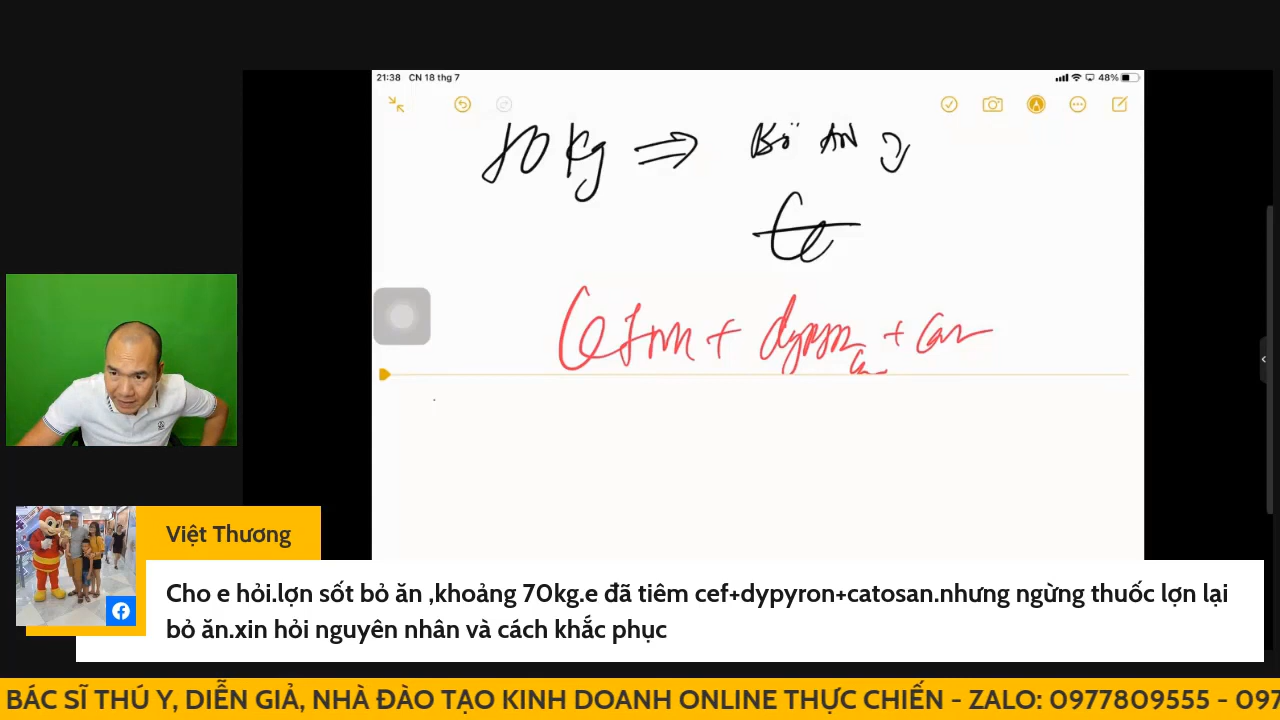 21:38 CN 18 thg 7 48%
70 kg ⇒ Bỏ ĂN
+ +
Việt Thương
Cho e hỏi.lợn sốt bỏ ăn ,khoảng 70kg.e đã tiêm cef+dypyron+catosan.nhưng ngừng thuốc lợn lại
bỏ ăn.xin hỏi nguyên nhân và cách khắc phục
BÁC SĨ THÚ Y, DIỄN GIẢ, NHÀ ĐÀO TẠO KINH DOANH ONLINE THỰC CHIẾN - ZALO: 0977809555 - 097